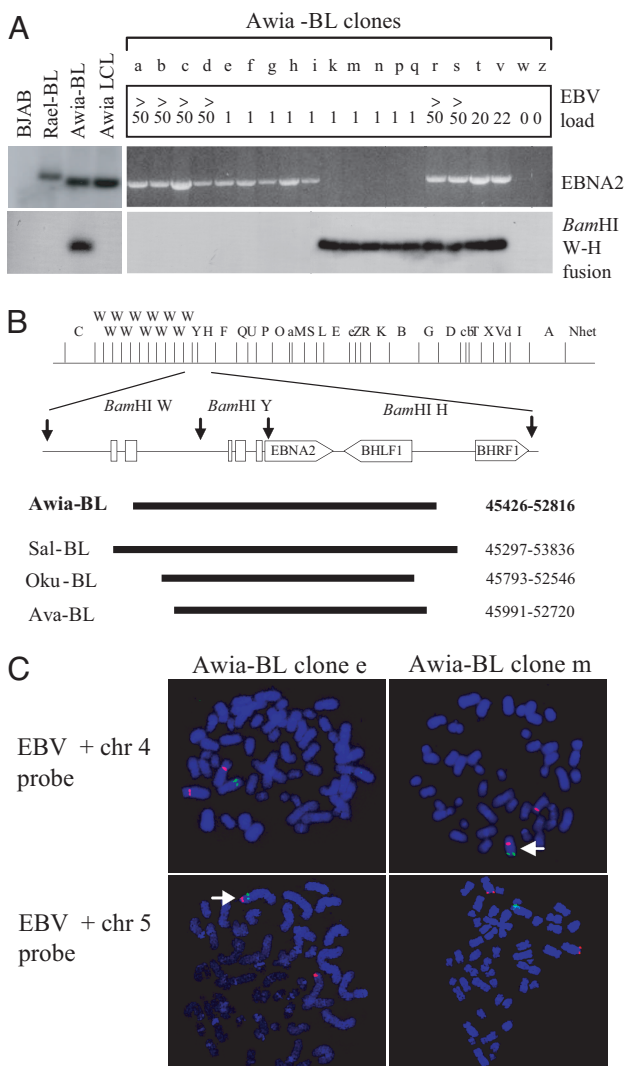 A
Awia -BL clones
BJAB
Rael-BL
Awia-BL
Awia LCL
a b c d e f g h i k m n p q r s t v w z
> > > > > >
50 50 50 50 1 1 1 1 1 1 1 1 1 1 50 50 20 22 0 0
EBV load
EBNA2
BamHI W-H fusion
B
W W W W W W
C W W W W W Y H F Q U P O a M S L E e Z R K B G D c b T X V d I A Nhet
BamHI W BamHI Y BamHI H
EBNA2 BHLF1 BHRF1
Awia-BL 45426-52816
Sal-BL 45297-53836
Oku-BL 45793-52546
Ava-BL 45991-52720
C
Awia-BL clone e Awia-BL clone m
EBV + chr 4 probe
EBV + chr 5 probe